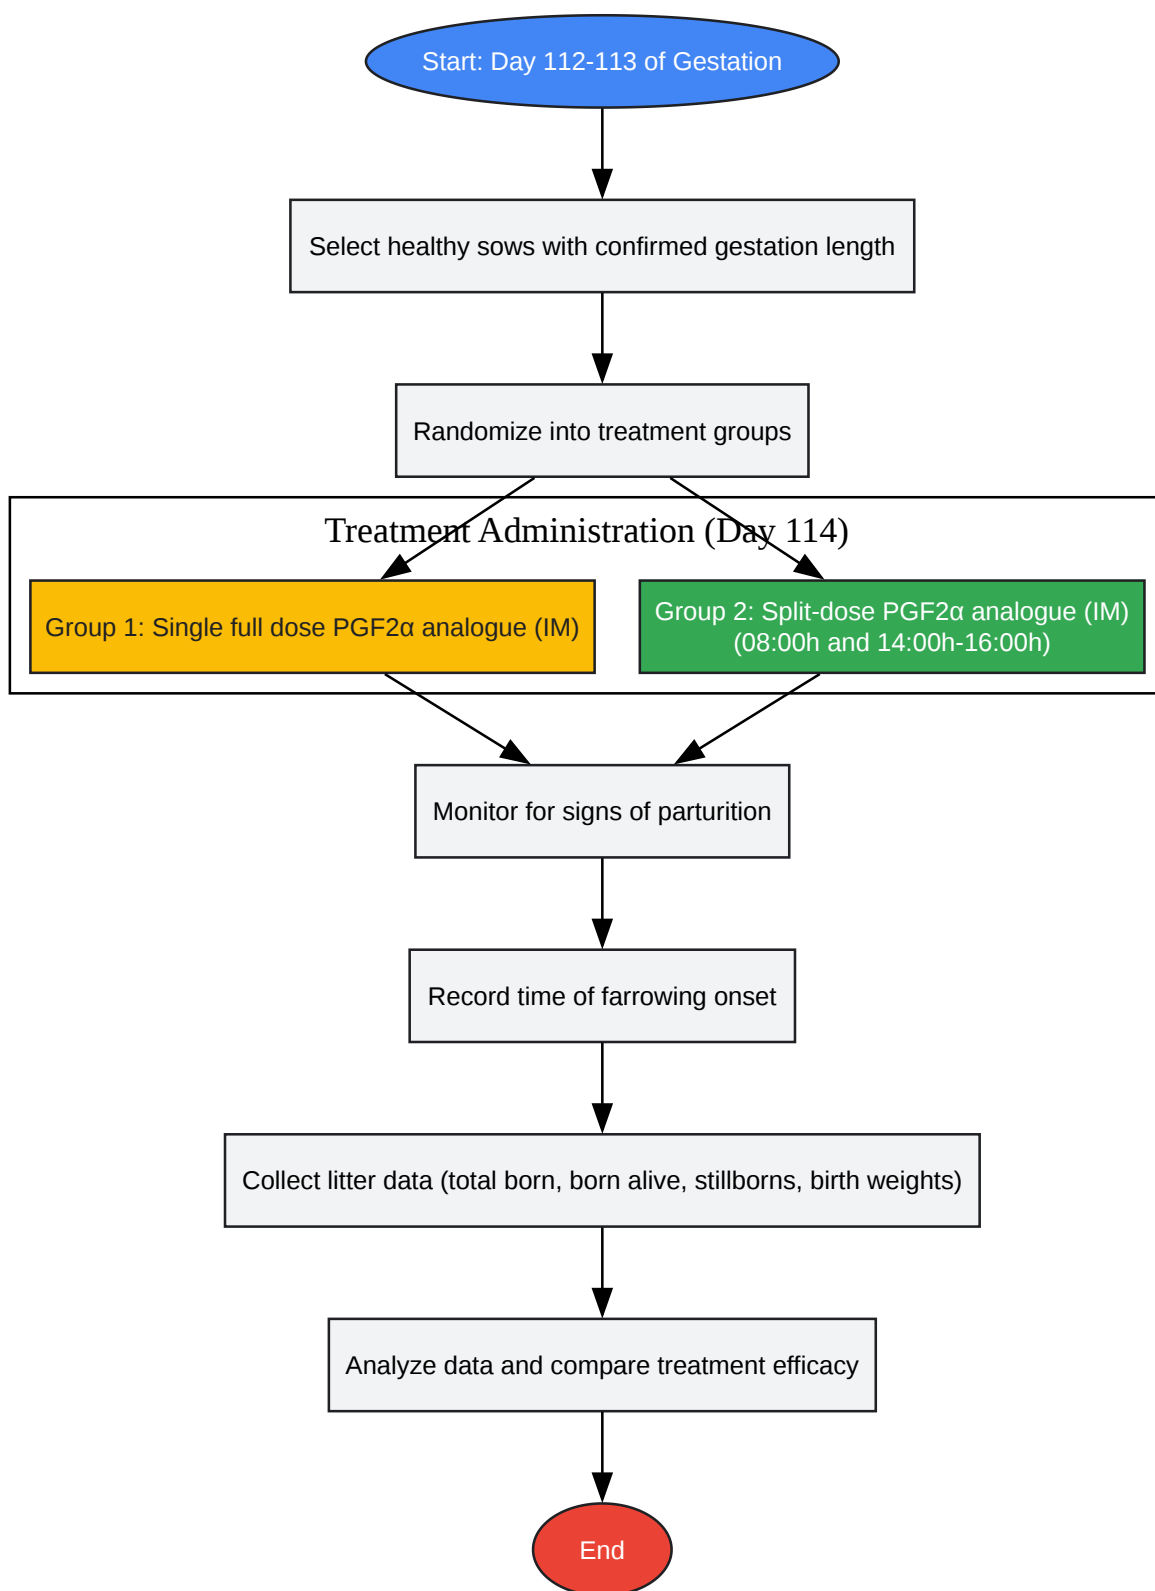 Start: Day 112-113 of Gestation
Select healthy sows with confirmed gestation length
Randomize into treatment groups
Treatment Administration (Day 114)
Group 1: Single full dose PGF2α analogue (IM)
Group 2: Split-dose PGF2α analogue (IM)
(08:00h and 14:00h-16:00h)
Monitor for signs of parturition
Record time of farrowing onset
Collect litter data (total born, born alive, stillborns, birth weights)
Analyze data and compare treatment efficacy
End